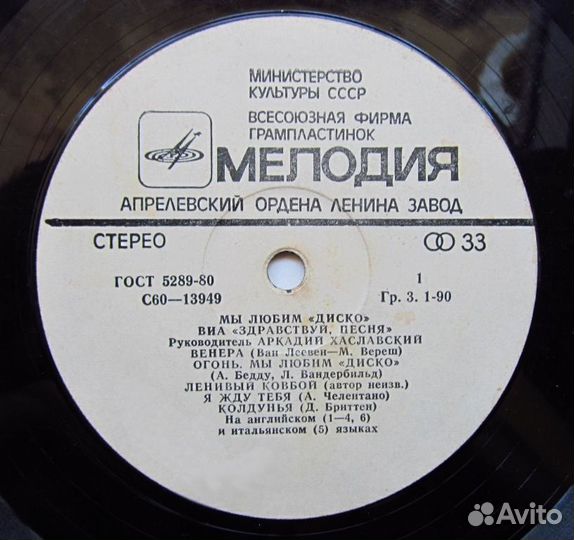 МИНИСТЕРСТВО
КУЛЬТУРЫ СССР
ВСЕСОЮЗНАЯ ФИРМА
ГРАМПЛАСТИНОК
МЕЛОДИЯ
АПРЕЛЕВСКИЙ ОРДЕНА ЛЕНИНА ЗАВОД
СТЕРЕО 33
ГОСТ 5289-80 1
С60—13949 Гр. 3. 1-90
МЫ ЛЮБИМ «ДИСКО»
ВИА «ЗДРАВСТВУЙ, ПЕСНЯ»
Руководитель АРКАДИЙ ХАСЛАВСКИЙ
ВЕНЕРА (Ван Леевен—М. Вереш)
ОГОНЬ. МЫ ЛЮБИМ «ДИСКО»
(А. Бедду, Л. Вандербильд)
ЛЕНИВЫЙ КОВБОЙ (автор неизв.)
Я ЖДУ ТЕБЯ (А. Челентано)
КОЛДУНЬЯ (Д. Бриттен)
На английском (1—4, 6)
и итальянском (5) языках
Avito